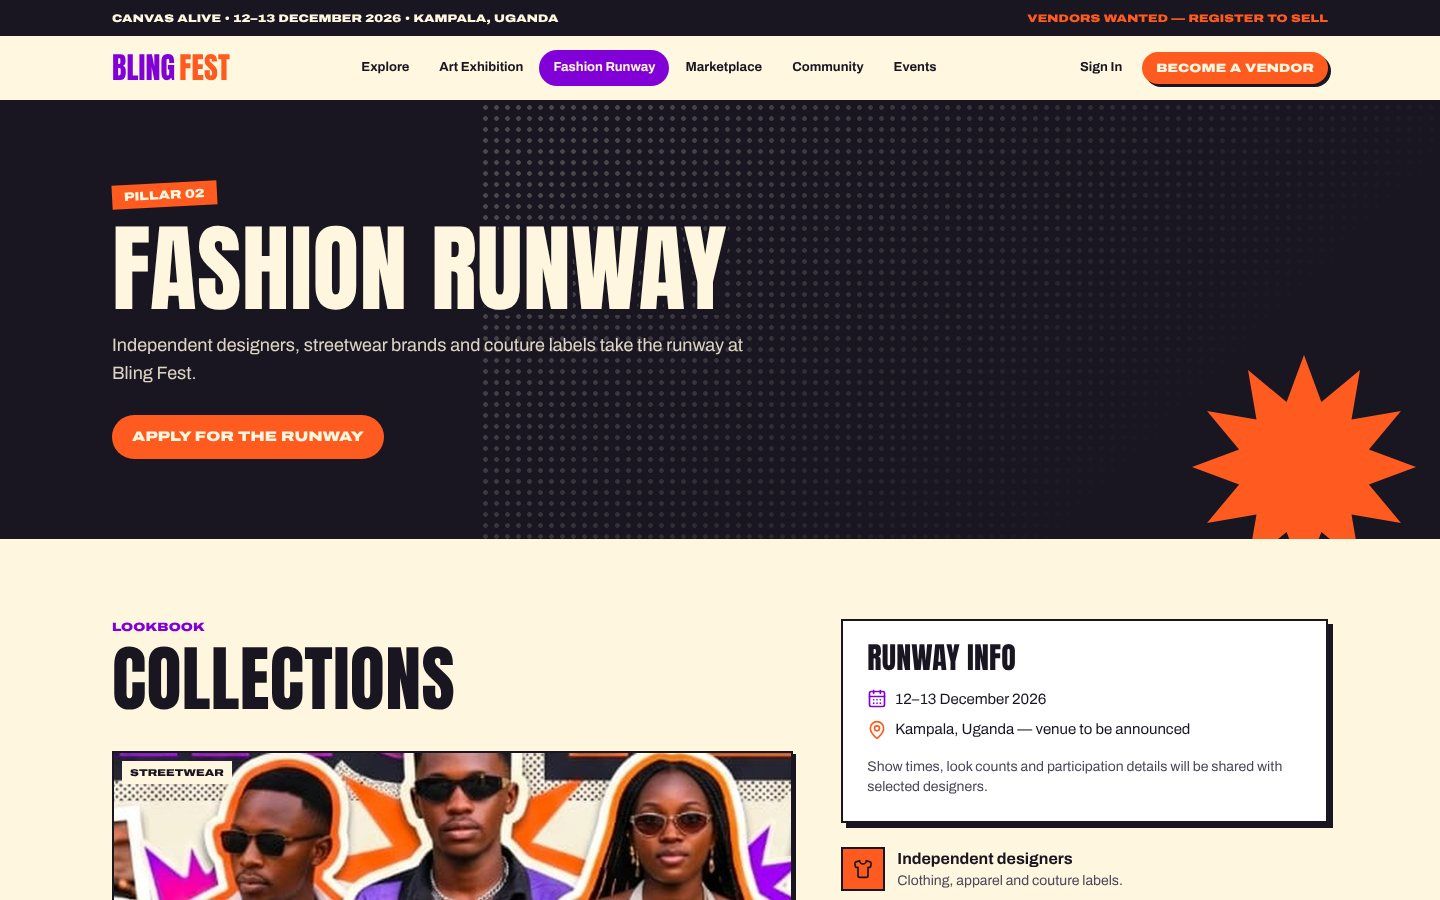 CANVAS ALIVE • 12–13 DECEMBER 2026 • KAMPALA, UGANDA
VENDORS WANTED — REGISTER TO SELL
BLING FEST
Explore
Art Exhibition
Fashion Runway
Marketplace
Community
Events
Sign In
BECOME A VENDOR
PILLAR 02
FASHION RUNWAY
Independent designers, streetwear brands and couture labels take the runway at
Bling Fest.
APPLY FOR THE RUNWAY
LOOKBOOK
COLLECTIONS
STREETWEAR
RUNWAY INFO
12–13 December 2026
Kampala, Uganda — venue to be announced
Show times, look counts and participation details will be shared with
selected designers.
Independent designers
Clothing, apparel and couture labels.